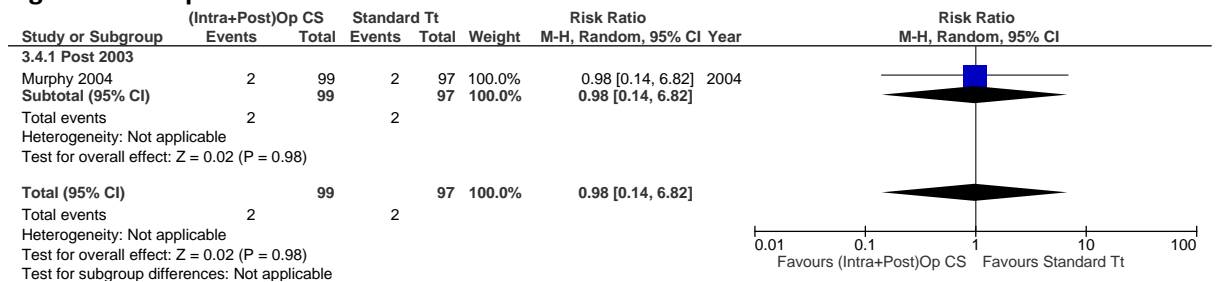 (Intra+Post)Op CS Standard Tt Risk Ratio Risk Ratio
Study or Subgroup Events Total Events Total Weight M-H, Random, 95% CI Year M-H, Random, 95% CI
3.4.1 Post 2003
Murphy 2004 2 99 2 97 100.0% 0.98 [0.14, 6.82] 2004
Subtotal (95% CI) 99 97 100.0% 0.98 [0.14, 6.82]
Total events 2 2
Heterogeneity: Not applicable
Test for overall effect: Z = 0.02 (P = 0.98)
Total (95% CI) 99 97 100.0% 0.98 [0.14, 6.82]
Total events 2 2
Heterogeneity: Not applicable
Test for overall effect: Z = 0.02 (P = 0.98)
Test for subgroup differences: Not applicable
0.01 0.1 1 10 100
Favours (Intra+Post)Op CS Favours Standard Tt